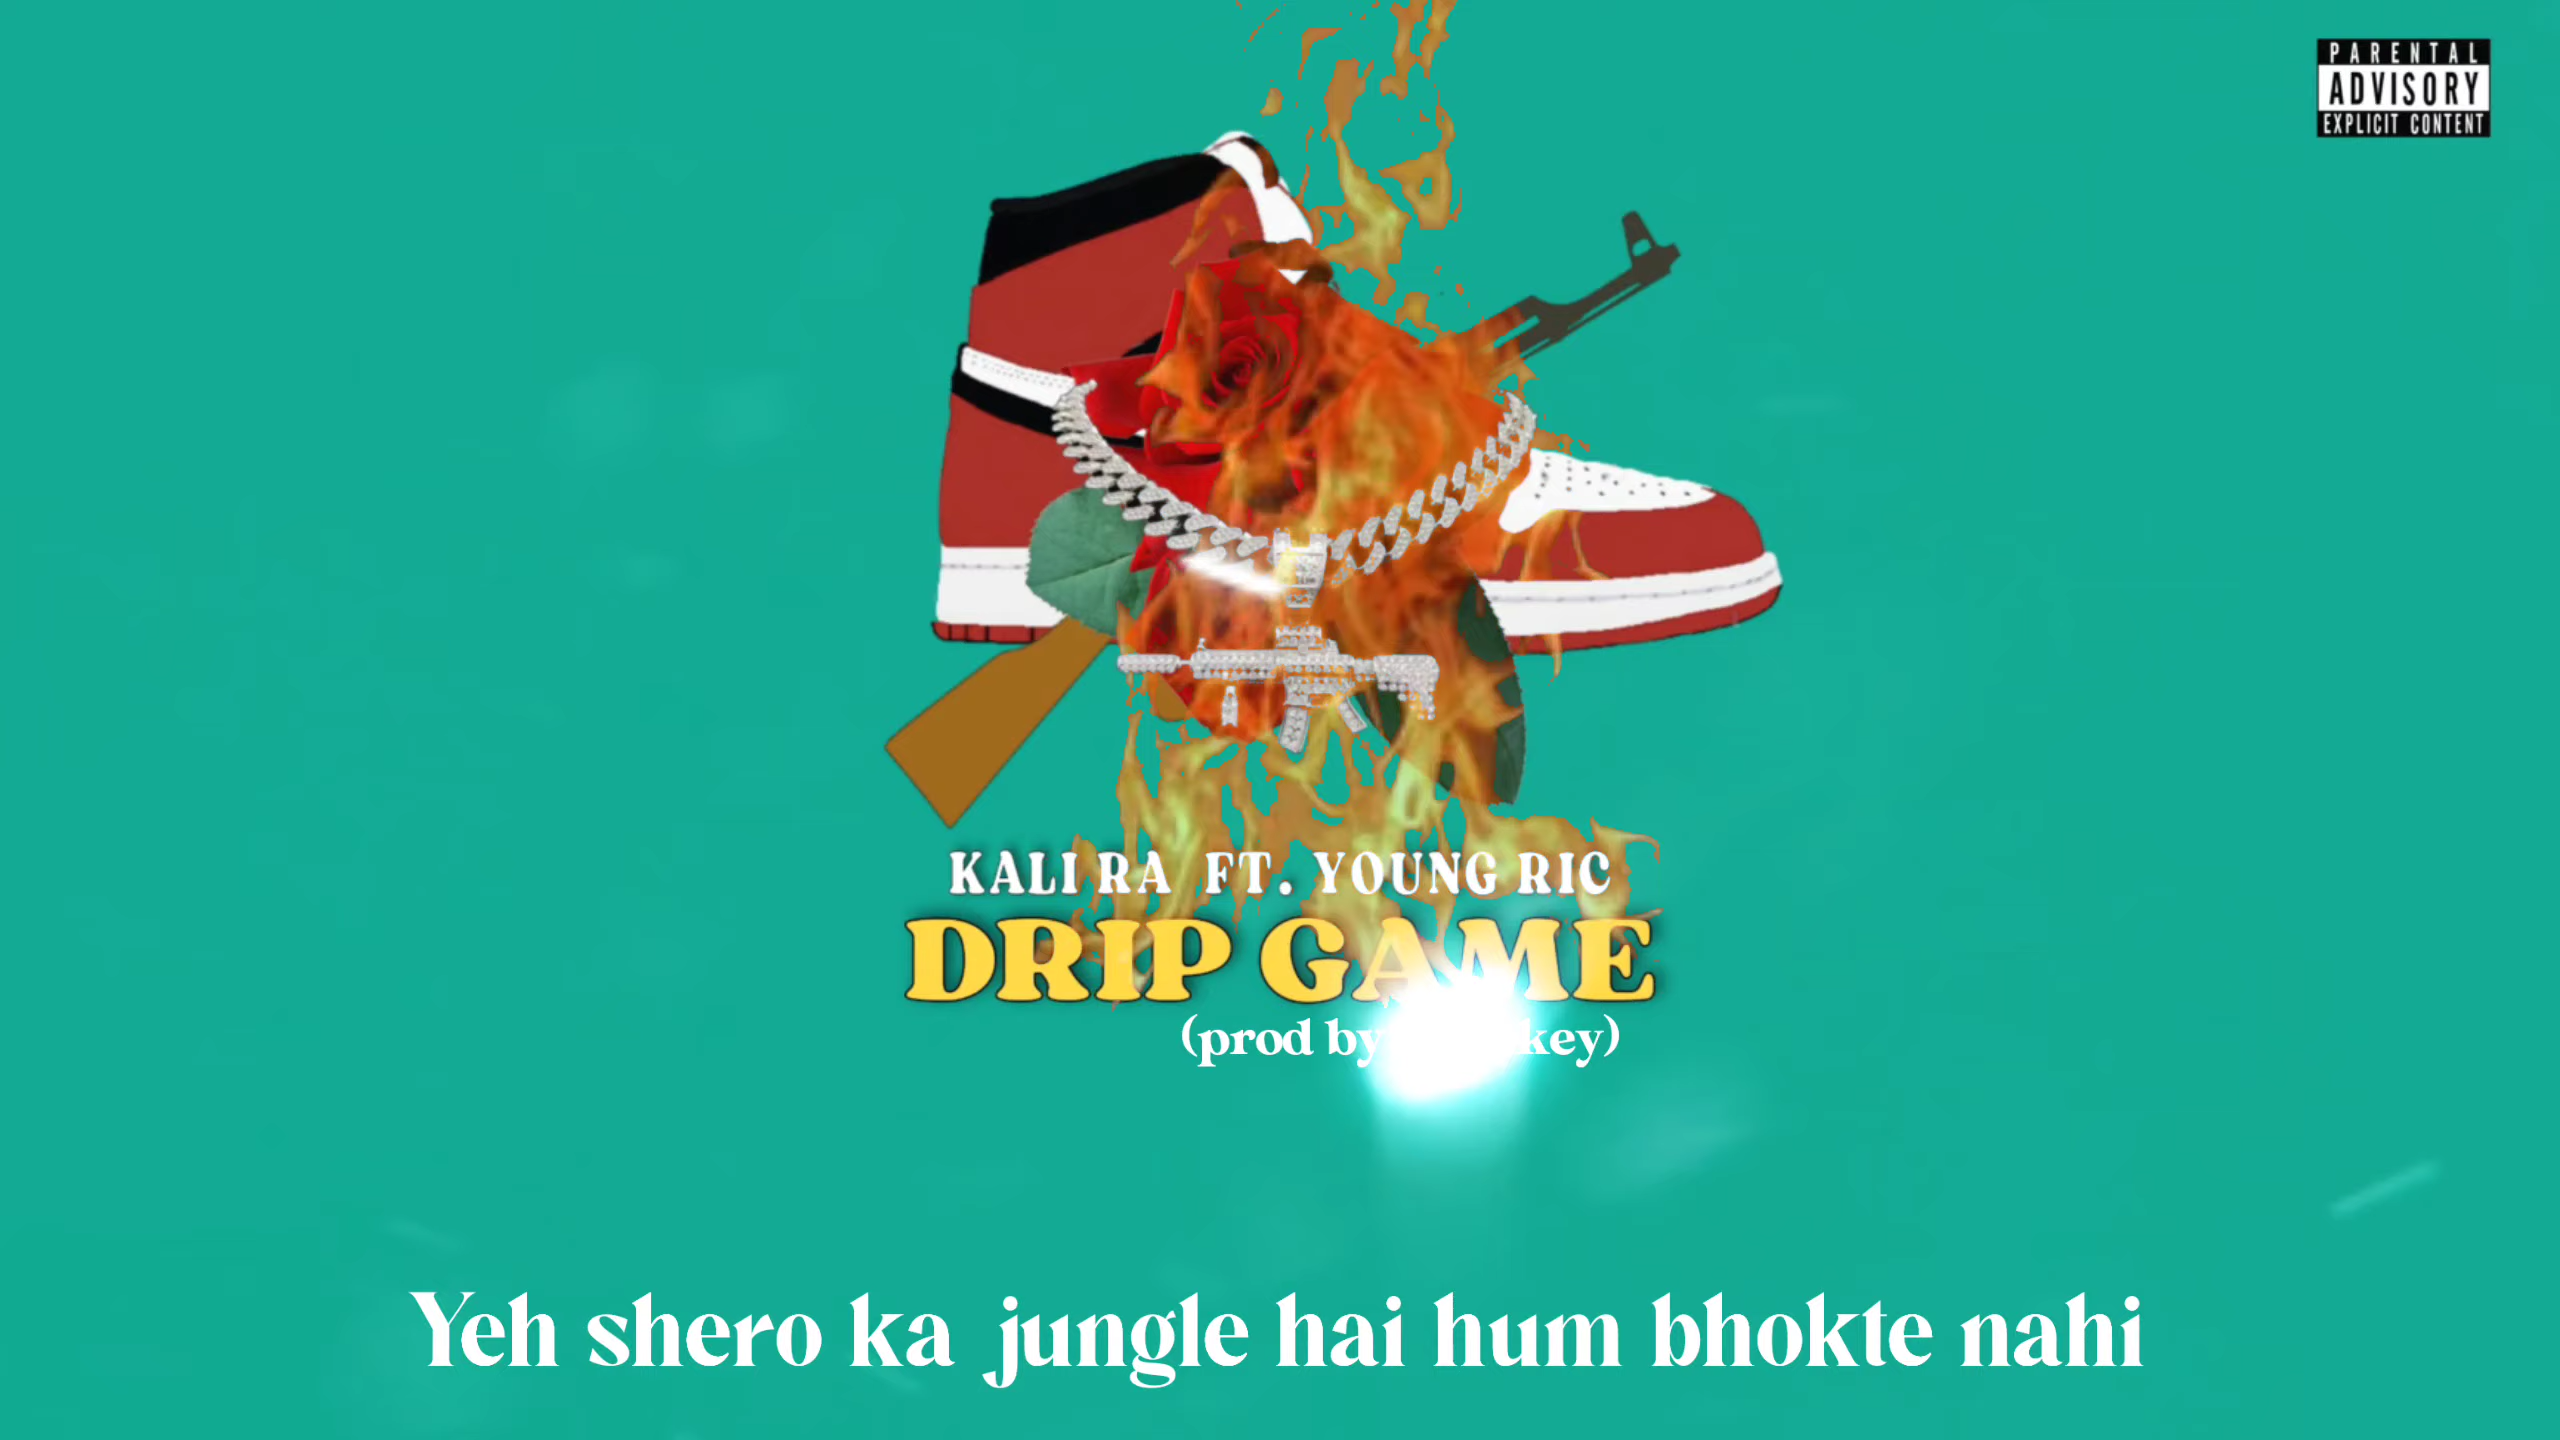 PARENTAL
ADVISORY
EXPLICIT CONTENT
KALI RA FT. YOUNG RIC
DRIP GAME
(prod by
Yeh shero ka jungle hai hum bhokte nahi